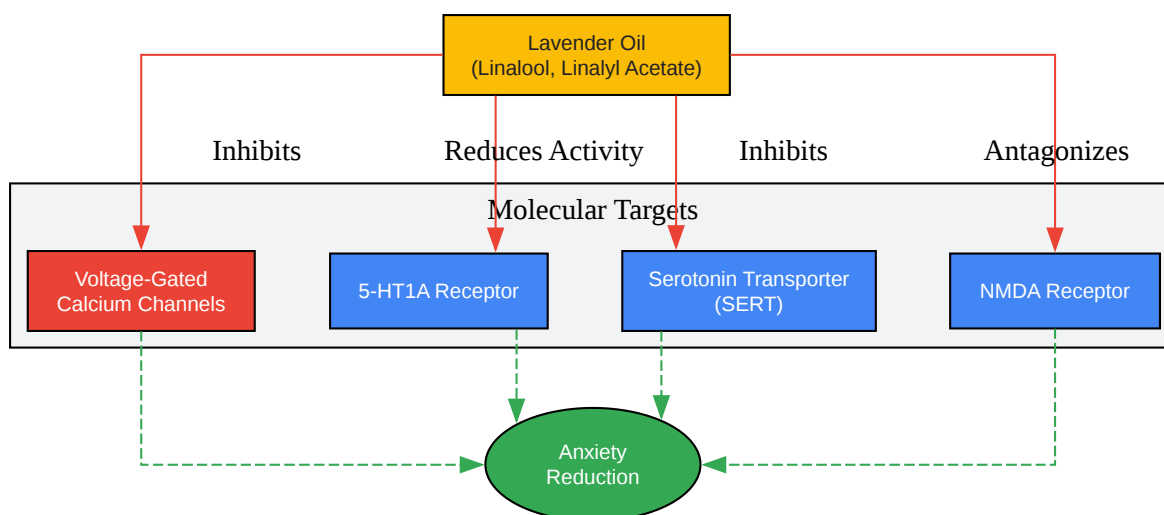 Lavender Oil
(Linalool, Linalyl Acetate)
Inhibits
Reduces Activity
Inhibits
Antagonizes
Molecular Targets
Voltage-Gated
Calcium Channels
5-HT1A Receptor
Serotonin Transporter
(SERT)
NMDA Receptor
Anxiety
Reduction